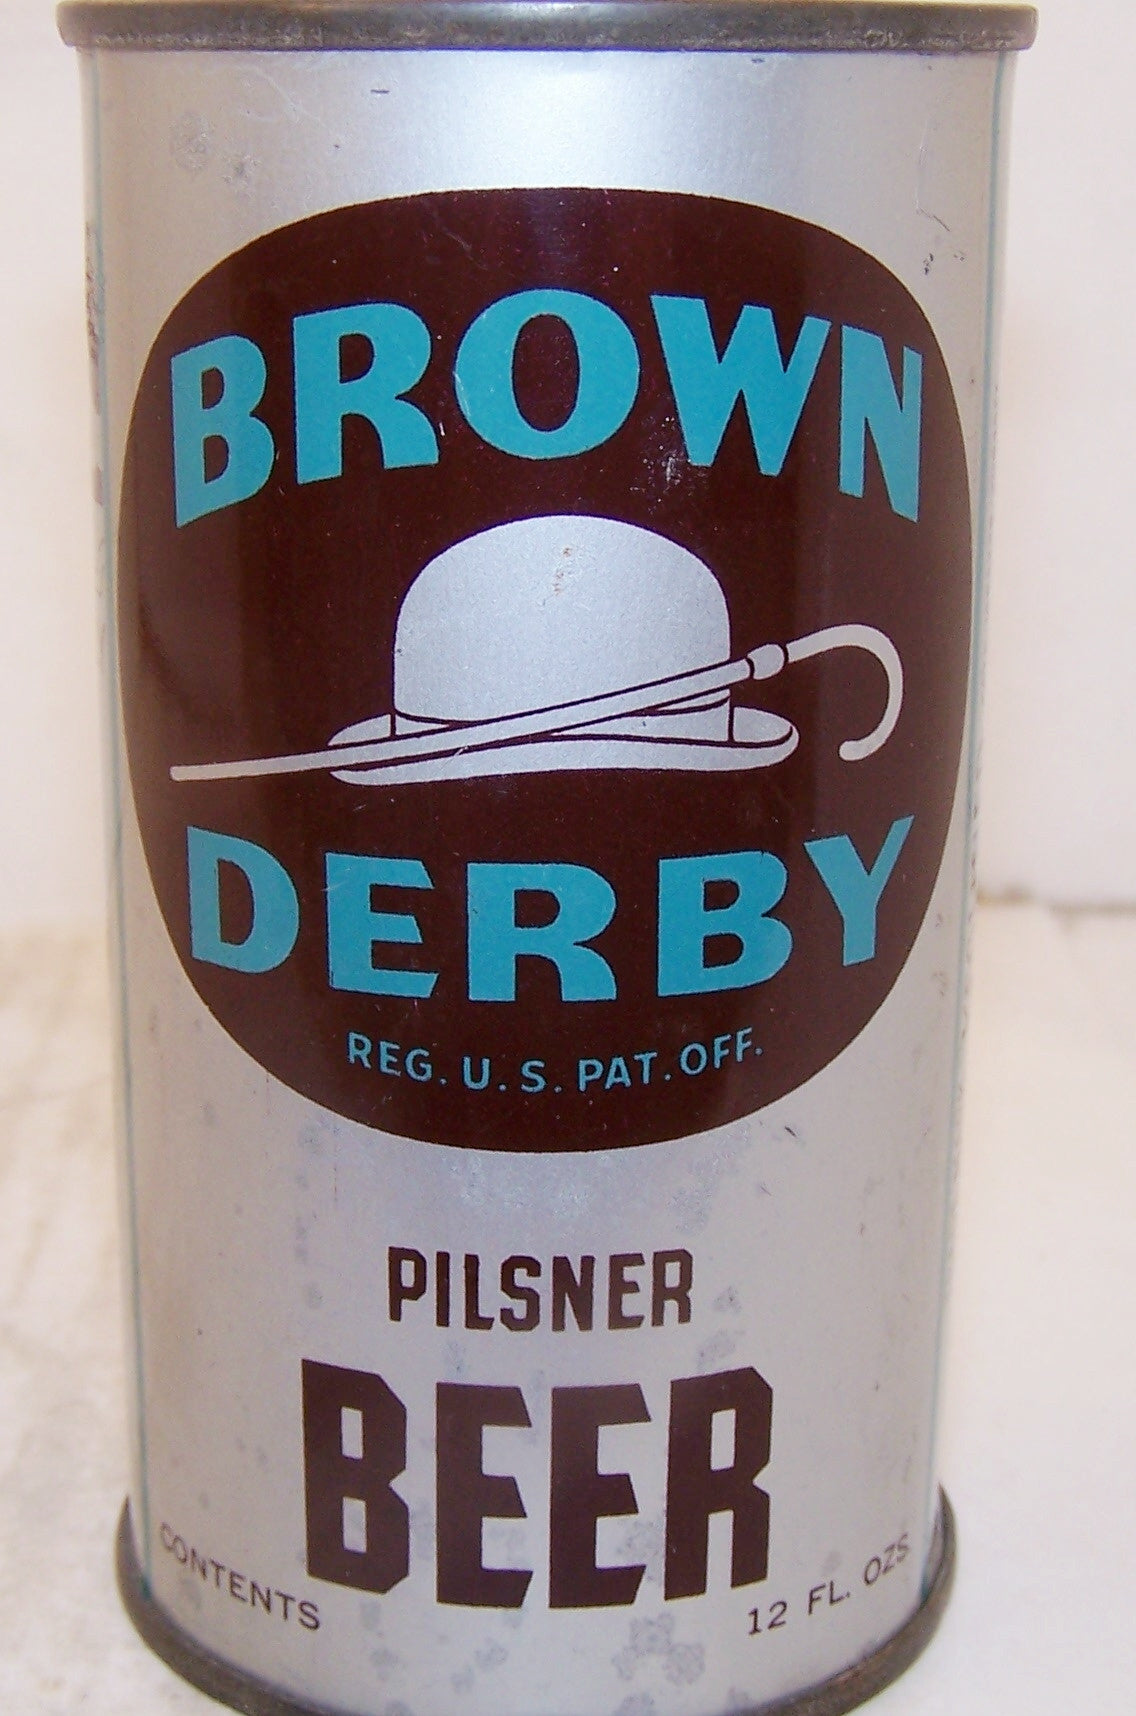 BROWN
DERBY
REG. U. S. PAT. OFF.
PILSNER
BEER
CONTENTS 12 FL. OZS.